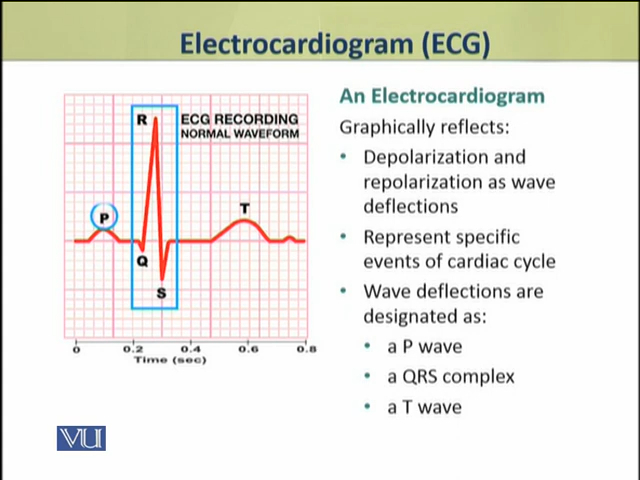 Electrocardiogram (ECG)
An Electrocardiogram
Graphically reflects:
• Depolarization and
repolarization as wave
deflections
• Represent specific
events of cardiac cycle
• Wave deflections are
designated as:
• a P wave
• a QRS complex
• a T wave
ECG RECORDING
NORMAL WAVEFORM
R
P
T
Q
S
0 0.2 0.4 0.6 0.8
Time (sec)
VU